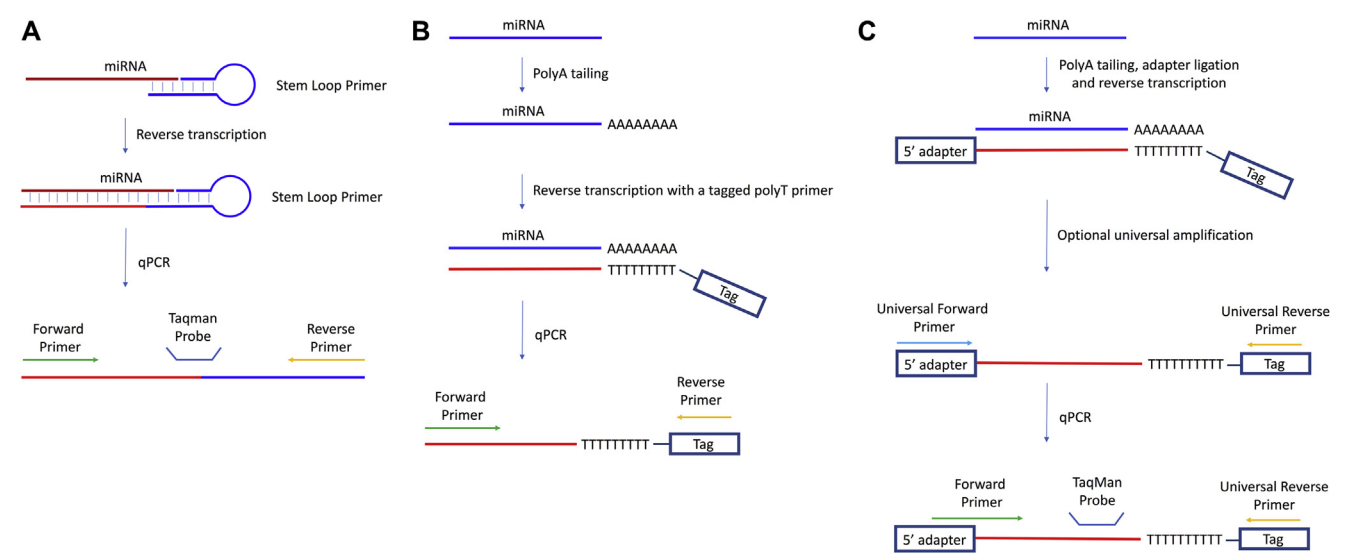 A
miRNA
Stem Loop Primer
Reverse transcription
miRNA
Stem Loop Primer
qPCR
Forward
Primer
Taqman
Probe
Reverse
Primer
B
miRNA
PolyA tailing
miRNA
AAAAAAAA
Reverse transcription with a tagged polyT primer
miRNA
AAAAAAAA
TTTTTTTTT
Tag
qPCR
Forward
Primer
Reverse
Primer
TTTTTTTTT
Tag
C
miRNA
PolyA tailing, adapter ligation
and reverse transcription
miRNA
AAAAAAAA
5’ adapter
TTTTTTTTT
Tag
Optional universal amplification
Universal Forward
Primer
Universal Reverse
Primer
5’ adapter
TTTTTTTTTT
Tag
qPCR
Forward
Primer
TaqMan
Probe
Universal Reverse
Primer
5’ adapter
TTTTTTTTTT
Tag